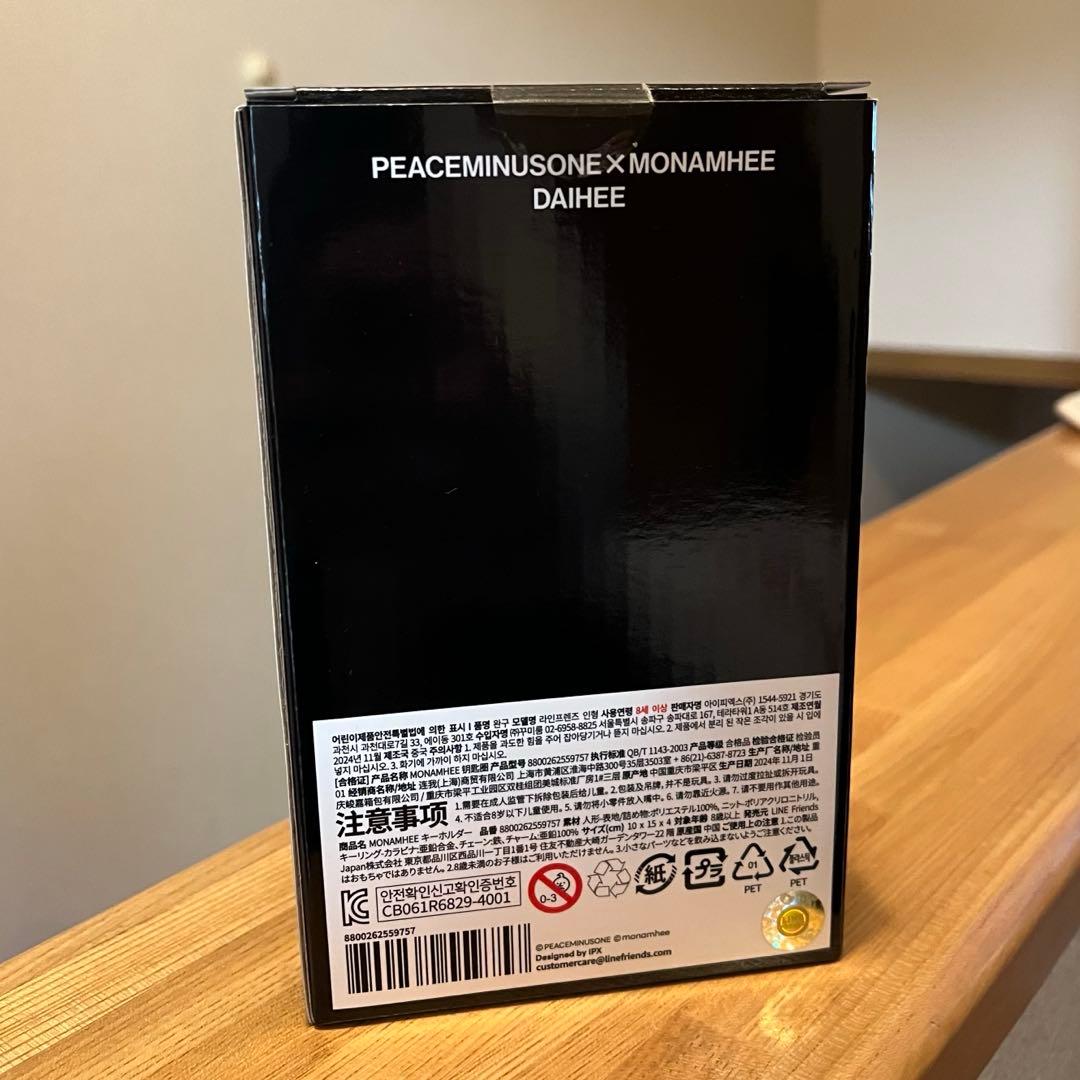 PEACEMINUSONE×MONAMHEE
DAIHEE
어린이제품안전특별법에 의한 표시 I 품명 완구 모델명 라인프렌즈 인형 사용연령 8세 이상 판매자명 아이피엑스(주) 1544-5921 경기도
과천시 과천대로7길 33, 에이동 301호 수입자명 ㈜꾸미룸 02-6958-8825 서울특별시 송파구 송파대로 167, 테라타워1 A동 514호 제조연월
2024년 11월 제조국 중국 주의사항 1. 제품을 과도한 힘을 주어 잡아당기거나 뜯지 마십시오. 2. 제품에서 분리 된 작은 조각이 있을 시 입에
넣지 마십시오. 3. 화기에 가까이 하지 마십시오.
[合格证] 产品名称 MONAMHEE 钥匙圈 产品型号 8800262559757 执行标准 QB/T 1143-2003 产品等级 合格品 检验合格证 检验员
01 经销商名称/地址 连我(上海)商贸有限公司 上海市黄浦区淮海中路300号35层3503室 + 86(21)-6387-8723 生产厂名称/地址 重
庆峻嘉箱包有限公司 / 重庆市梁平工业园区双桂组团美城标准厂房1#三层 原产地 中国重庆市梁平区 生产日期 2024年11月1日
注意事项 1.需要在成人监管下拆除包装后给儿童。2.包装及吊牌,并不是玩具。3.请勿过度拉扯或拆开玩具。
4.不适合8岁以下儿童使用。5.请勿将小零件放入嘴中。6.请勿靠近火源。7.请不要用作其他用途。
商品名 MONAMHEE キーホルダー 品番 8800262559757 素材 人形-表地/詰め物:ポリエステル100%, ニット-ポリアクリロニトリル,
キーリング-カラビナ:亜鉛合金, チェーン:鉄, チャーム:亜鉛100% サイズ(cm) 10 x 15 x 4 対象年齢 8歳以上 発売元 LINE Friends
Japan株式会社 東京都品川区西品川一丁目1番1号 住友不動産大崎ガーデンタワー22 階 原産国 中国 ご使用上の注意 1.この製品
はおもちゃではありません。2.8歳未満のお子様はご利用いただけません。3.小さなパーツなどを飲み込まないようご注意ください。
안전확인신고확인증번호
CB061R6829-4001
0-3
紙
プラ
01
PET
플라스틱
PET
8800262559757
©PEACEMINUSONE ©monamhee
Designed by IPX
customercare@linefriends.com